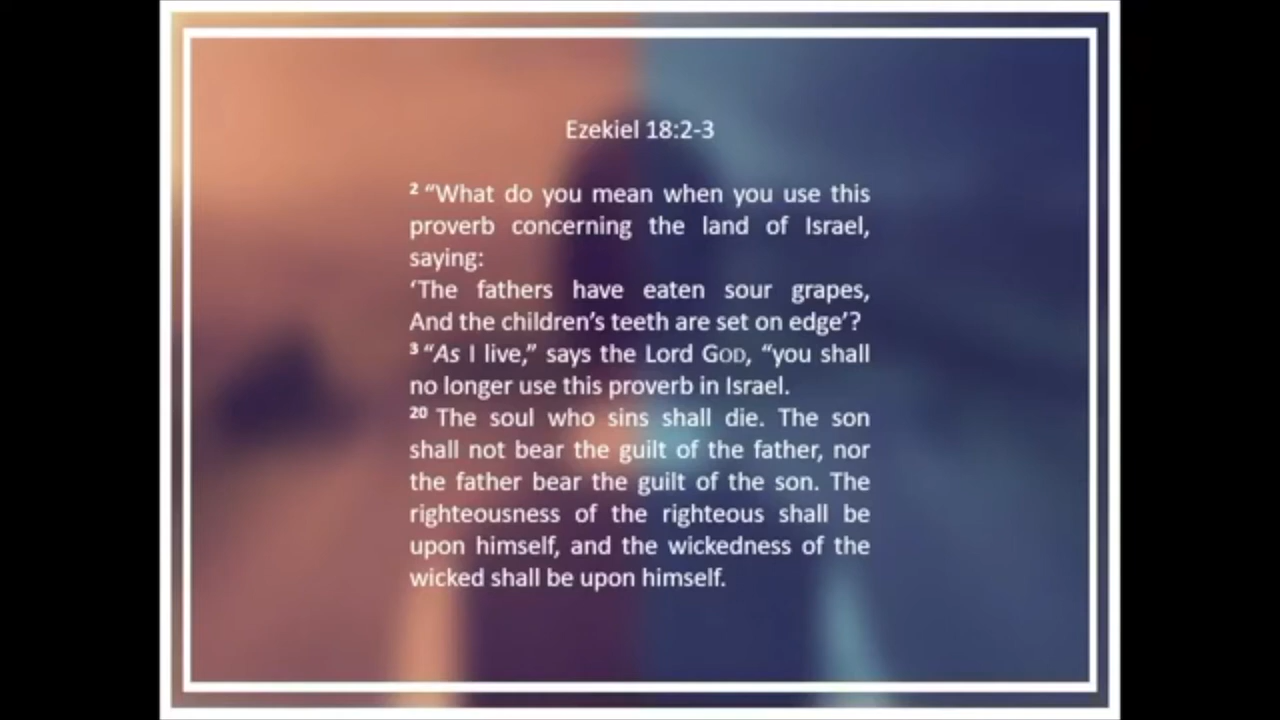 Ezekiel 18:2-3
² “What do you mean when you use this
proverb concerning the land of Israel,
saying:
‘The fathers have eaten sour grapes,
And the children’s teeth are set on edge’?
³ “As I live,” says the Lord GOD, “you shall
no longer use this proverb in Israel.
²⁰ The soul who sins shall die. The son
shall not bear the guilt of the father, nor
the father bear the guilt of the son. The
righteousness of the righteous shall be
upon himself, and the wickedness of the
wicked shall be upon himself.